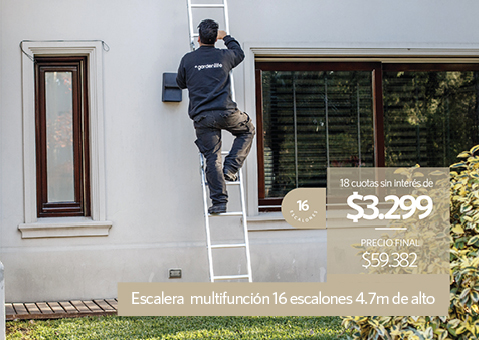 gardenlife
18 cuotas sin interés de
$3.299
16
ESCALONES
PRECIO FINAL
$59.382
Escalera multifunción 16 escalones 4.7m de alto